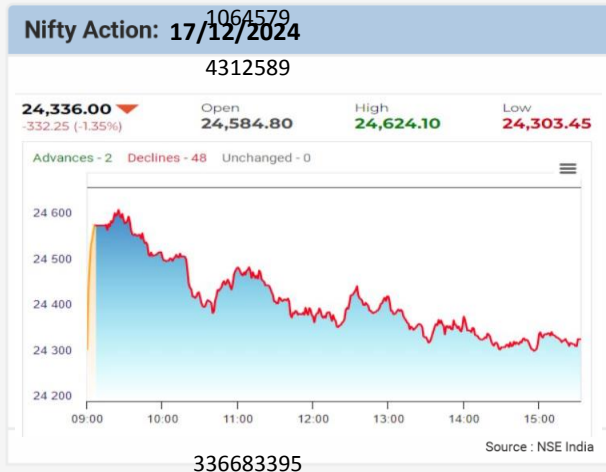 1064579
Nifty Action: 17/12/2024
4312589
24,336.00 Open High Low
-332.25 (-1.35%) 24,584.80 24,624.10 24,303.45
Advances - 2 Declines - 48 Unchanged - 0
24 600
24 500
24 400
24 300
24 200
09:00 10:00 11:00 12:00 13:00 14:00 15:00
Source : NSE India
336683395